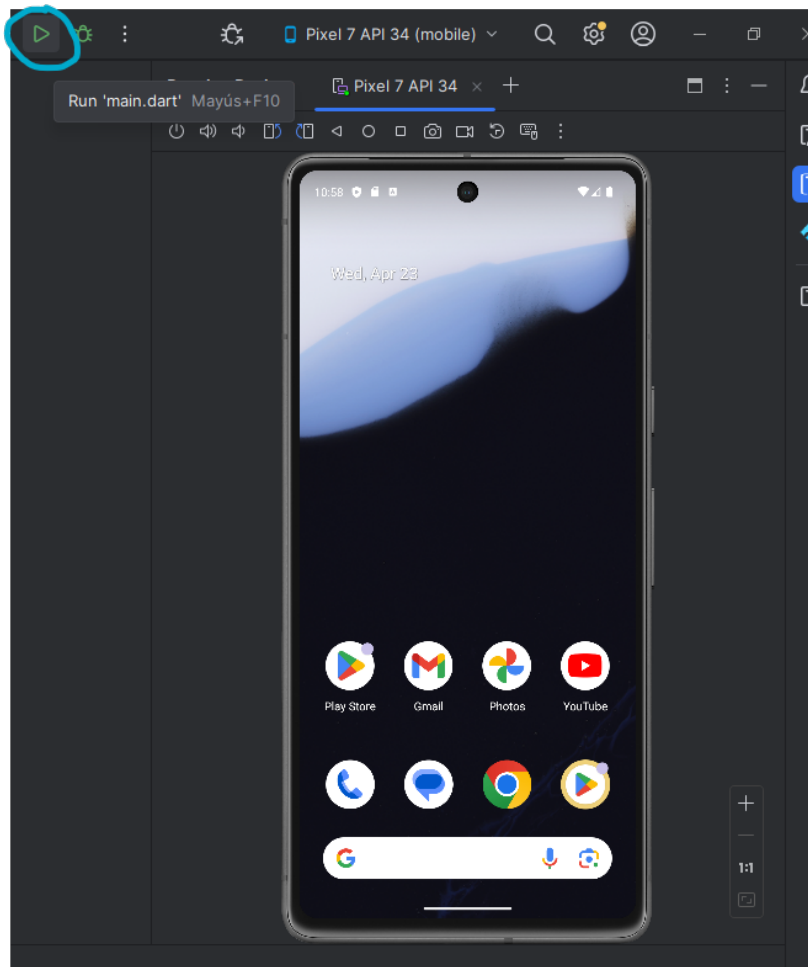 Pixel 7 API 34 (mobile)
Pixel 7 API 34
Run 'main.dart' Mayús+F10
10:58
Wed, Apr 23
Play Store
Gmail
Photos
YouTube
1:1